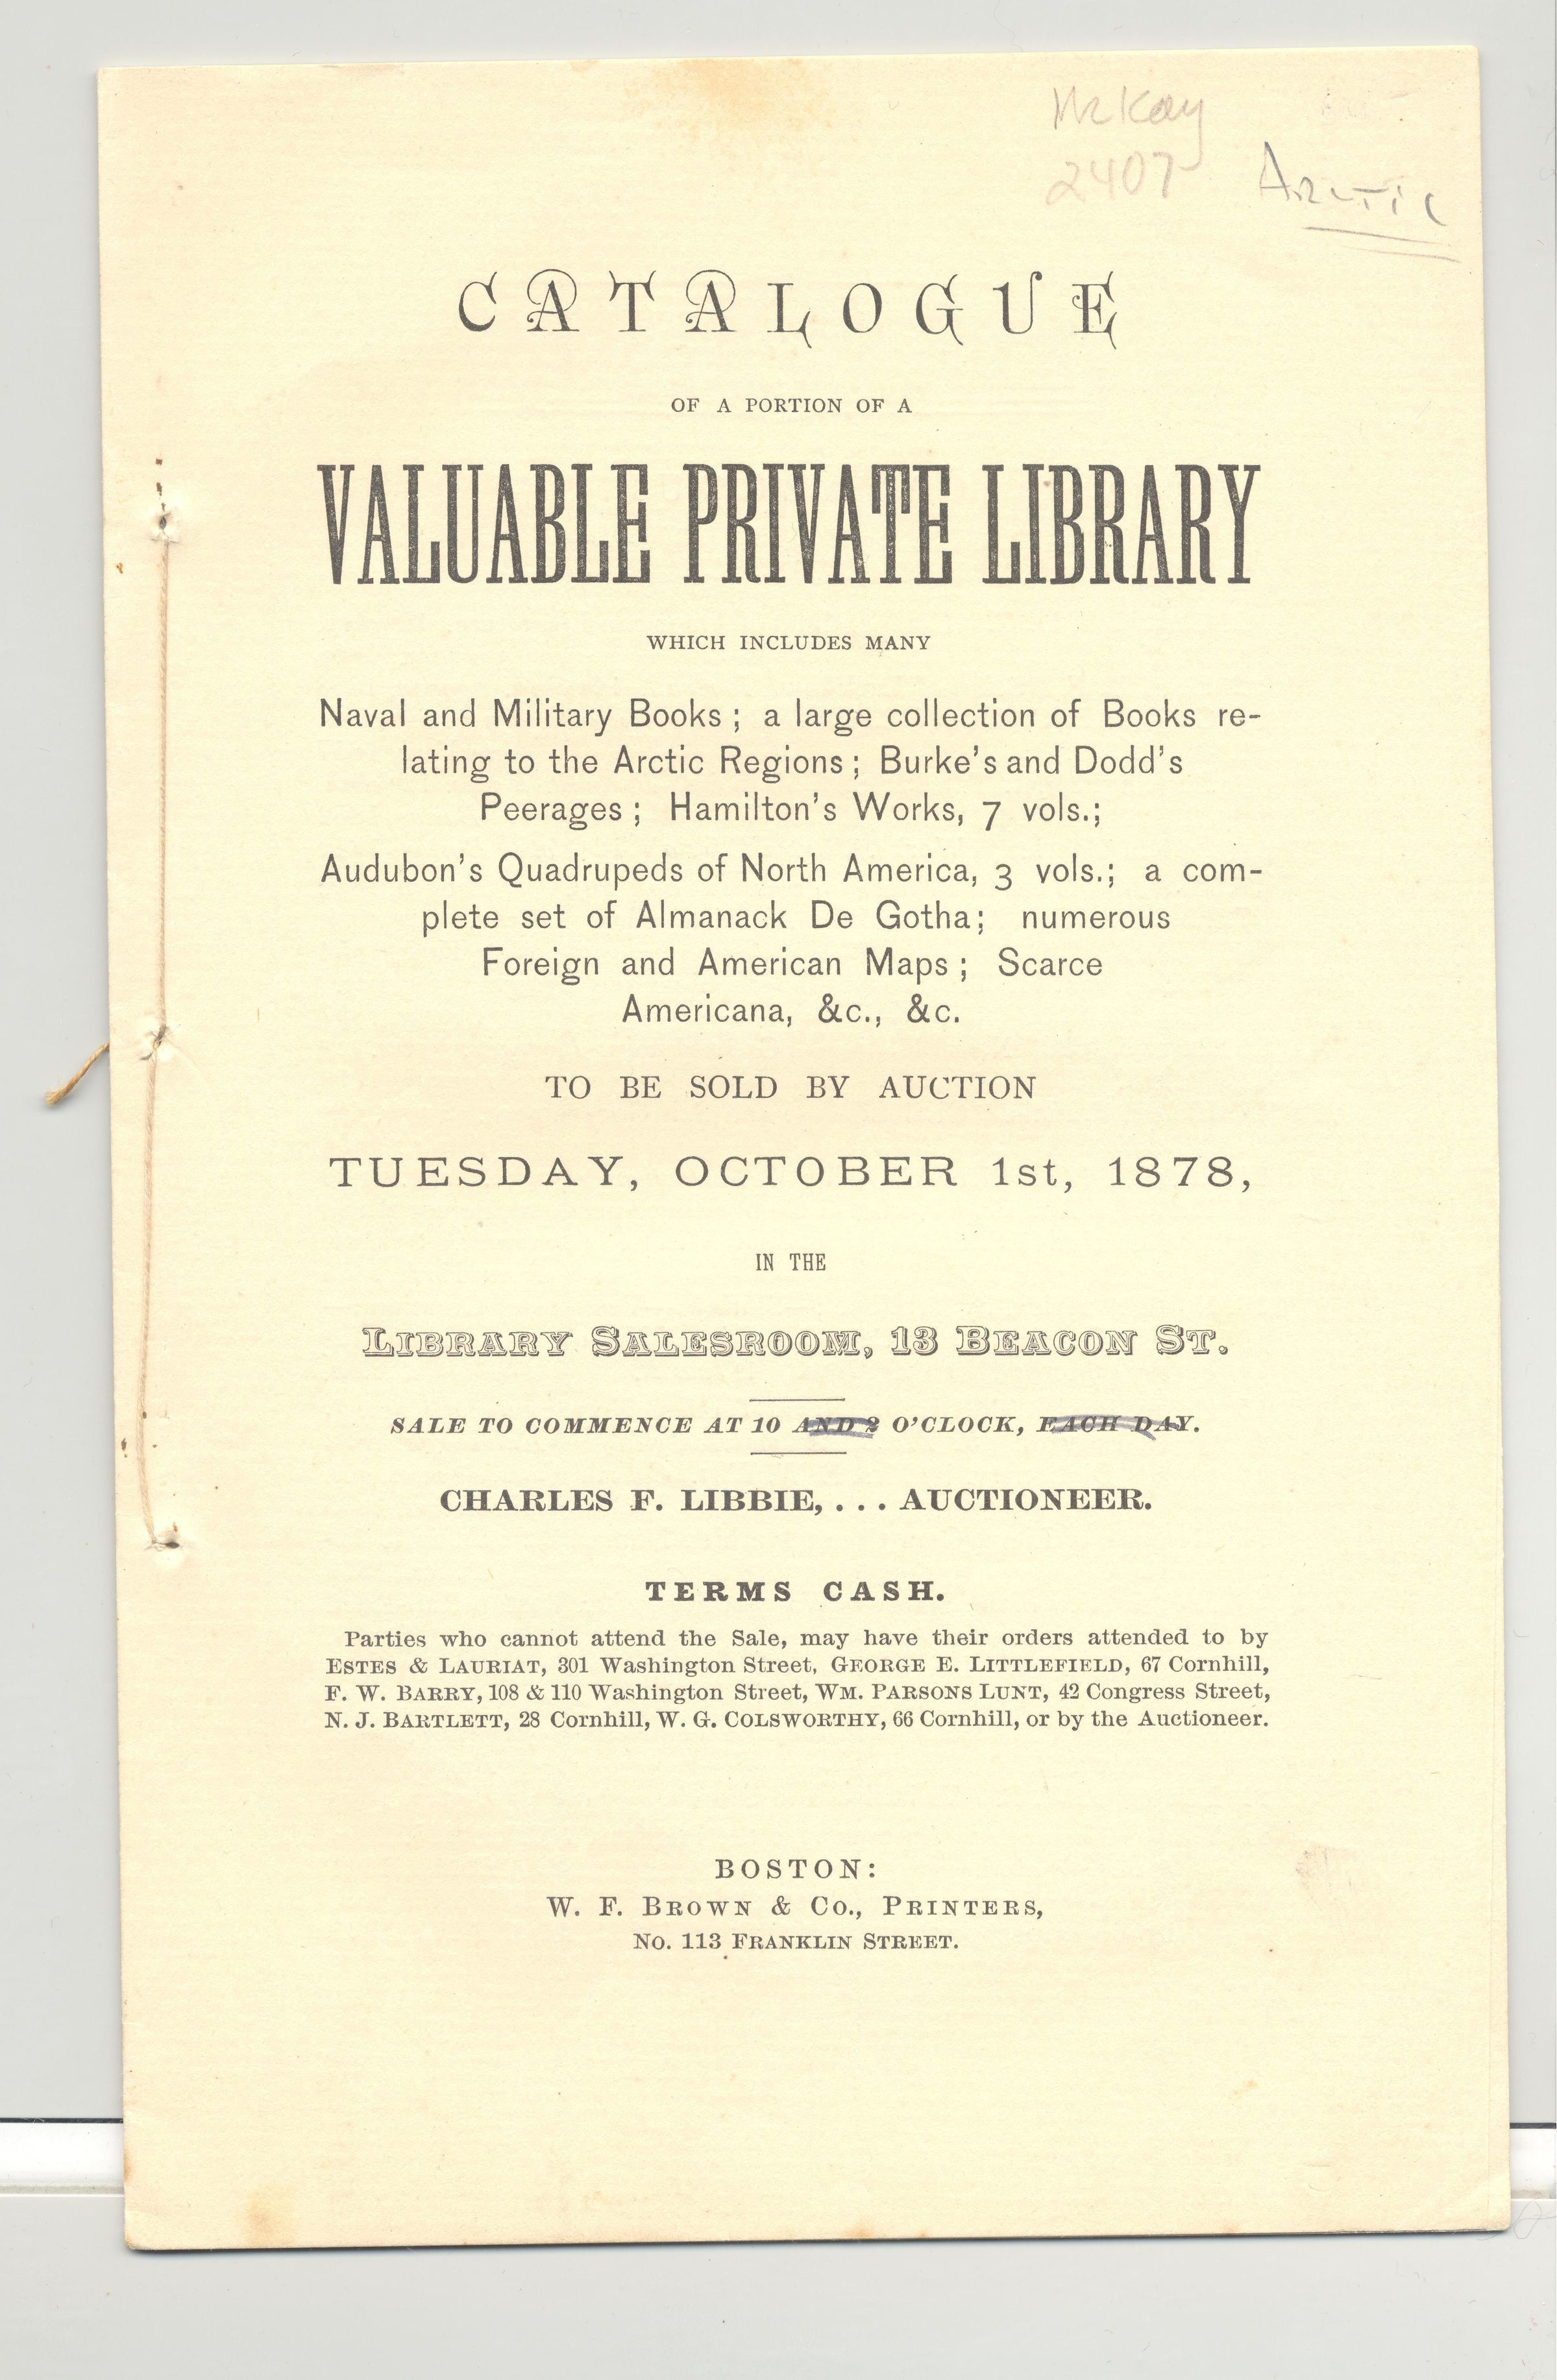 McKay
2407
Arctic
CATALOGUE
OF A PORTION OF A
VALUABLE PRIVATE LIBRARY
WHICH INCLUDES MANY
Naval and Military Books; a large collection of Books re-
lating to the Arctic Regions; Burke's and Dodd's
Peerages; Hamilton's Works, 7 vols.;
Audubon's Quadrupeds of North America, 3 vols.; a com-
plete set of Almanack De Gotha; numerous
Foreign and American Maps; Scarce
Americana, &c., &c.
TO BE SOLD BY AUCTION
TUESDAY, OCTOBER 1st, 1878,
IN THE
LIBRARY SALESROOM, 13 BEACON ST.
SALE TO COMMENCE AT 10 AND 2 O'CLOCK, EACH DAY.
CHARLES F. LIBBIE, . . . AUCTIONEER.
TERMS CASH.
Parties who cannot attend the Sale, may have their orders attended to by
ESTES & LAURIAT, 301 Washington Street, GEORGE E. LITTLEFIELD, 67 Cornhill,
F. W. BARRY, 108 & 110 Washington Street, WM. PARSONS LUNT, 42 Congress Street,
N. J. BARTLETT, 28 Cornhill, W. G. COLSWORTHY, 66 Cornhill, or by the Auctioneer.
BOSTON:
W. F. BROWN & CO., PRINTERS,
NO. 113 FRANKLIN STREET.